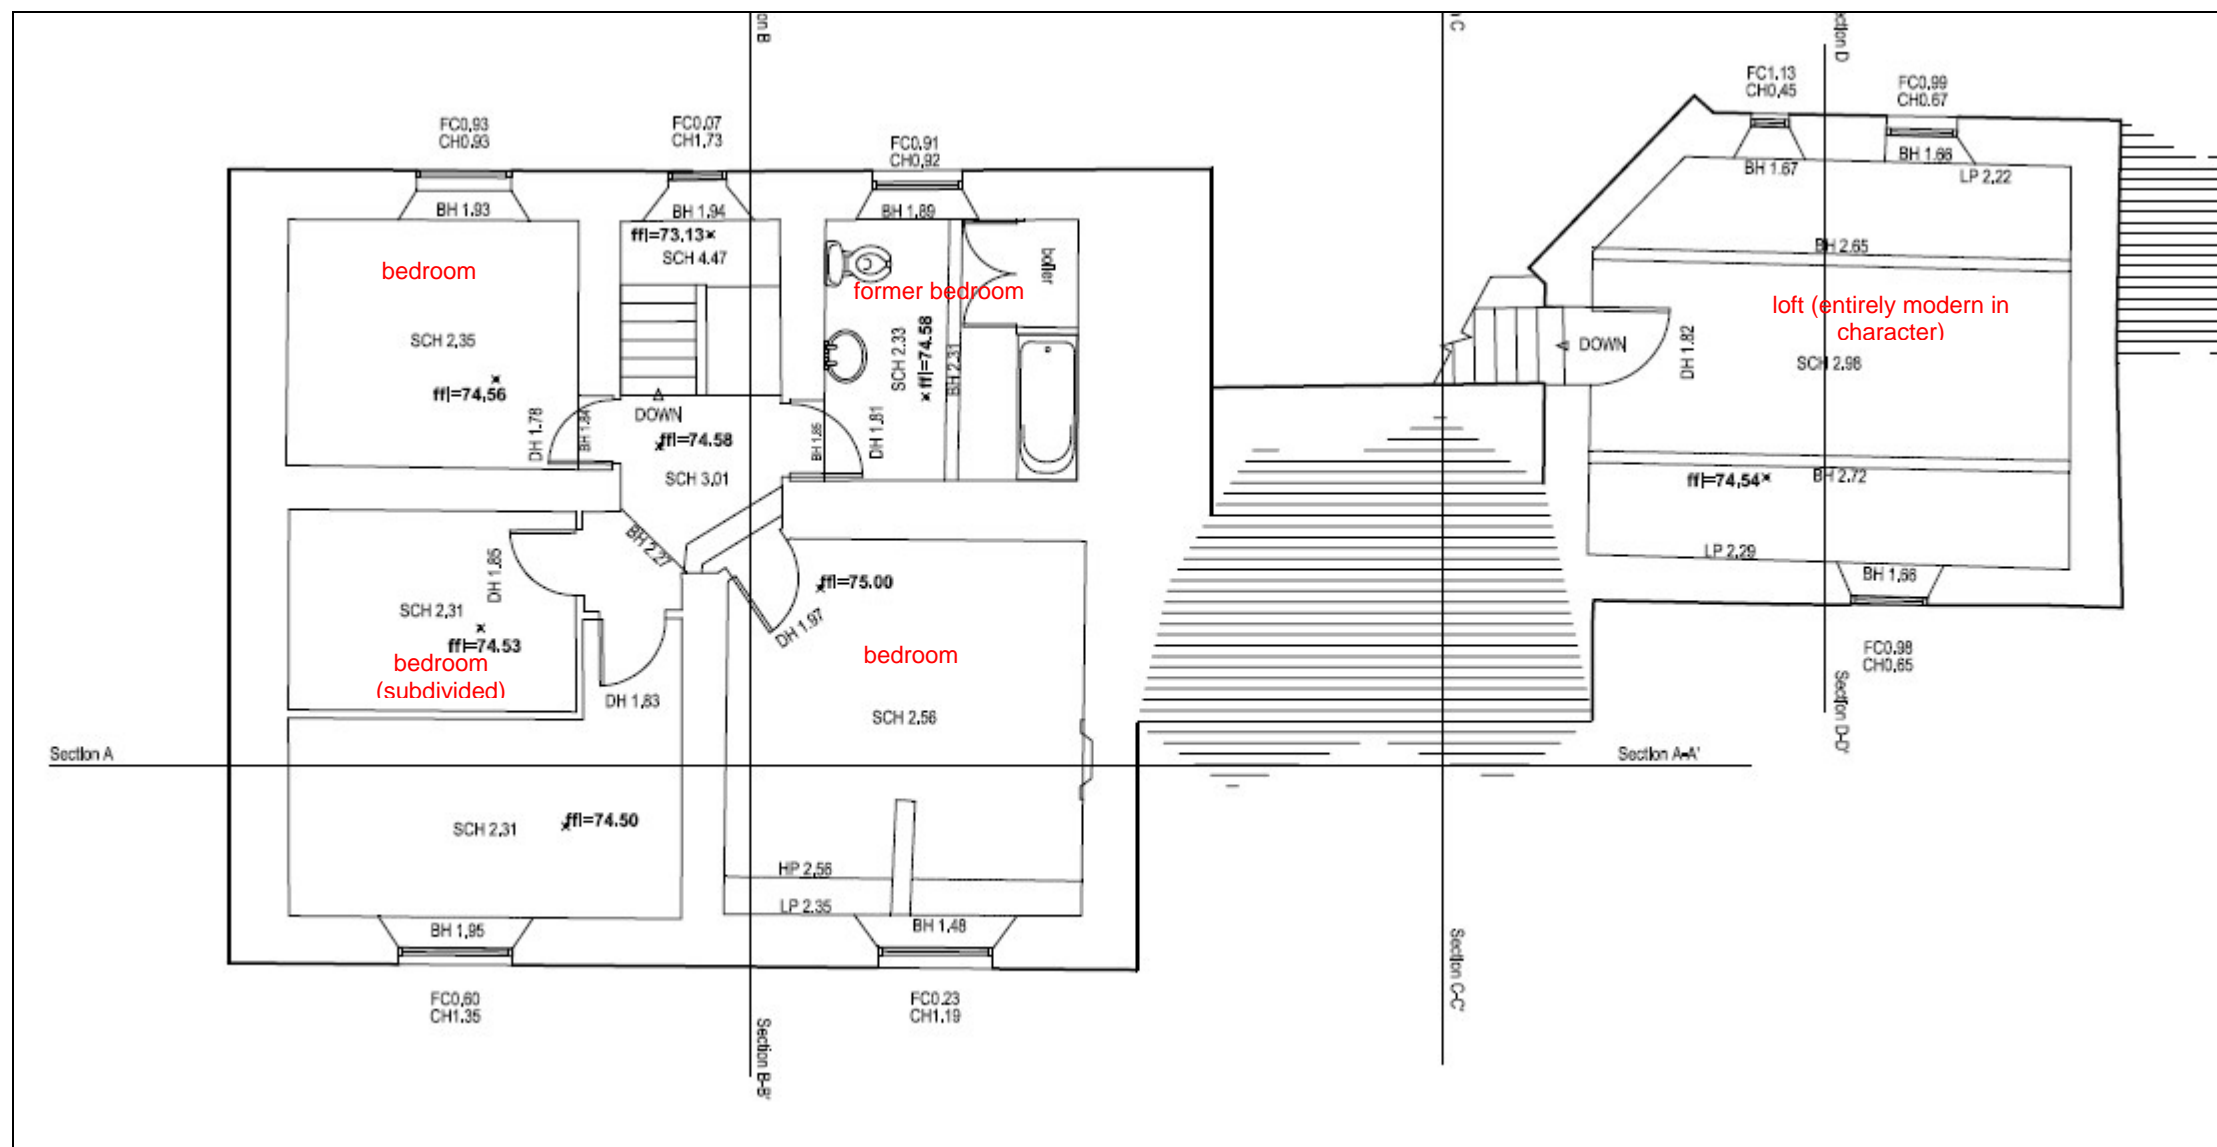 on B
n C
ction D
FC0.93
CH0.93
FC0.07
CH1.73
FC0.91
CH0.92
FC1.13
CH0.45
FC0.99
CH0.67
BH 1.93
BH 1.94
BH 1.89
BH 1.67
BH 1.66
LP 2.22
ffl=73.13
SCH 4.47
boiler
BH 2.65
bedroom
former bedroom
loft (entirely modern in
character)
SCH 2.35
ffl=74.56
SCH 2.33
ffl=74.58
BH 2.31
DOWN
DH 1.82
SCH 2.98
DH 1.78
BH 1.84
DOWN
ffl=74.58
SCH 3.01
BH 1.85
DH 1.81
ffl=74.54
BH 2.72
BH 2.27
LP 2.29
BH 1.66
DH 1.85
SCH 2.31
ffl=74.53
bedroom
(subdivided)
ffl=75.00
DH 1.97
bedroom
DH 1.83
SCH 2.56
FC0.98
CH0.65
Section D-D'
Section A
Section A-A'
SCH 2.31
ffl=74.50
HP 2.56
LP 2.35
BH 1.95
BH 1.48
FC0.60
CH1.35
FC0.23
CH1.19
Section B-B'
Section C-C'